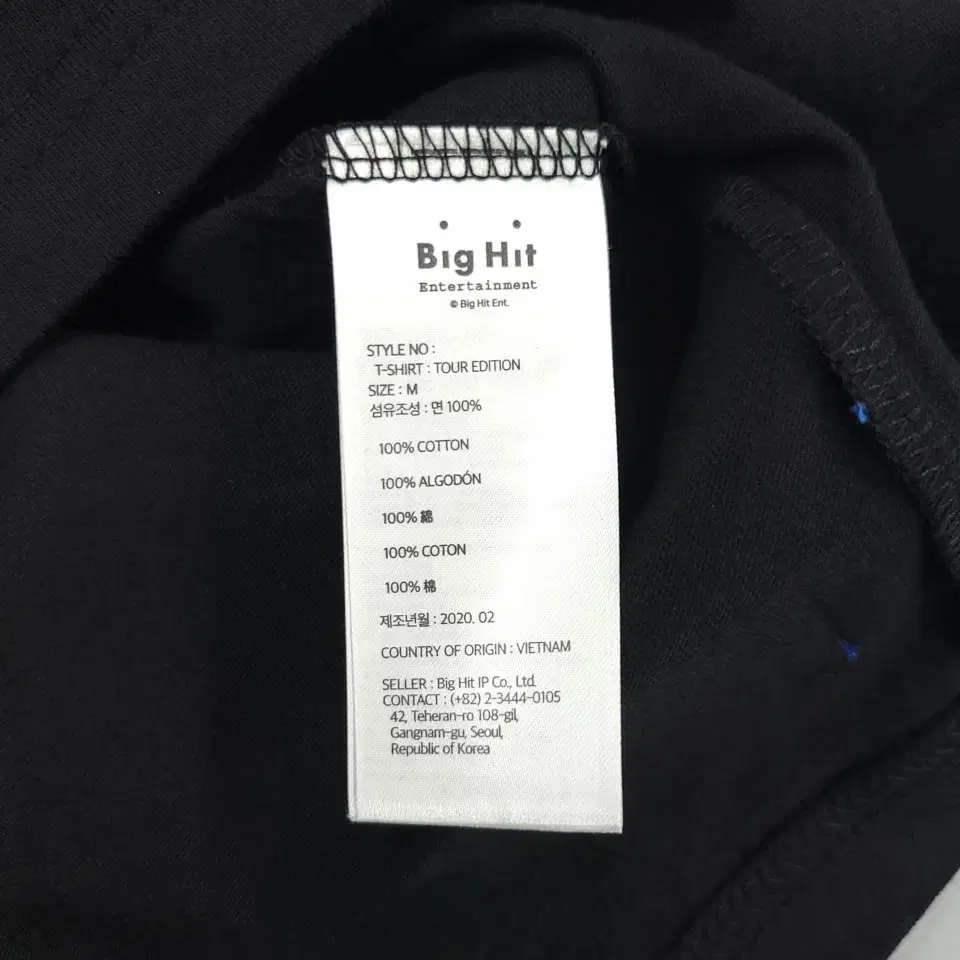 Big Hit
Entertainment
© Big Hit Ent.
STYLE NO :
T-SHIRT : TOUR EDITION
SIZE : M
섬유조성 : 면 100%
100% COTTON
100% ALGODÓN
100% 綿
100% COTON
100% 棉
제조년월 : 2020. 02
COUNTRY OF ORIGIN : VIETNAM
SELLER : Big Hit IP Co., Ltd.
CONTACT : (+82) 2-3444-0105
42, Teheran-ro 108-gil,
Gangnam-gu, Seoul,
Republic of Korea